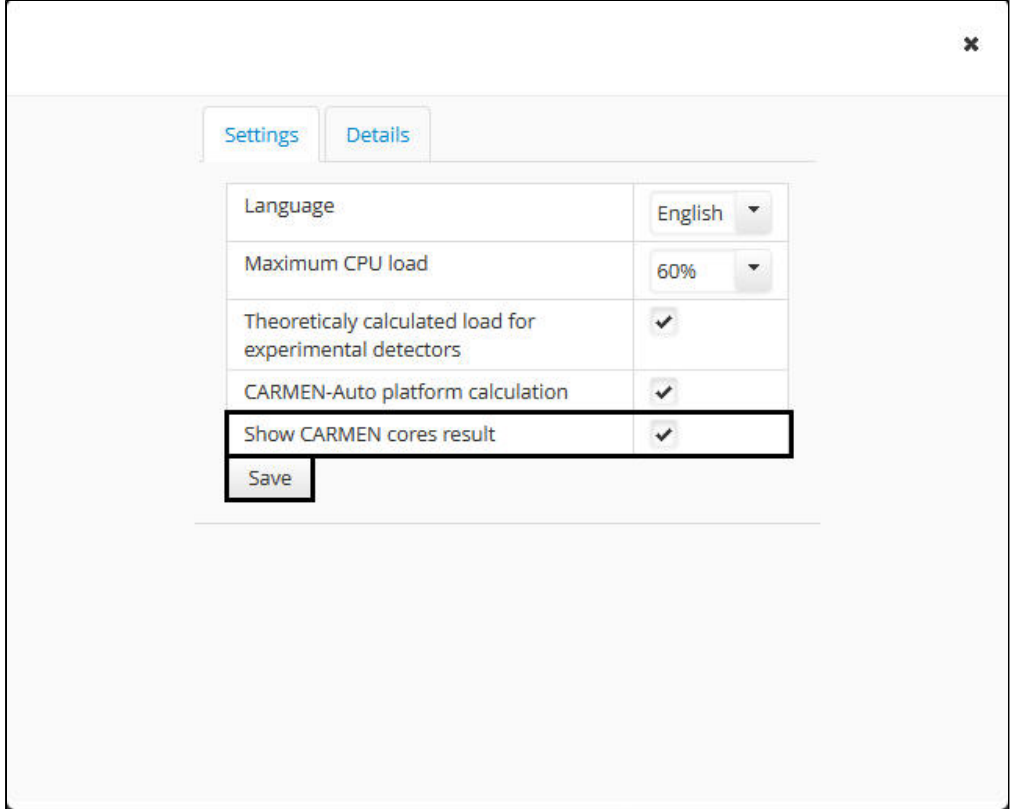 Settings Details
Language English
Maximum CPU load 60%
Theoreticaly calculated load for
experimental detectors
CARMEN-Auto platform calculation
Show CARMEN cores result
Save